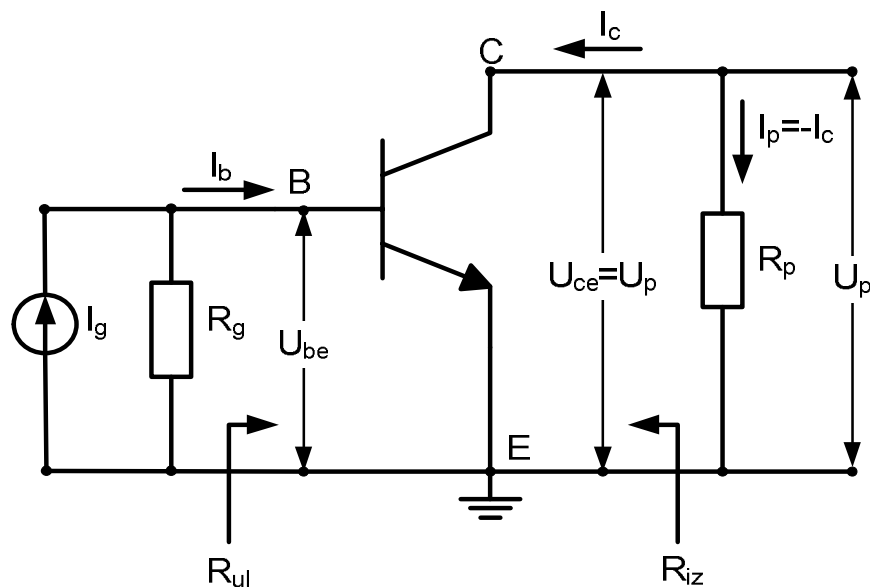 I_c
C
I_p=-I_c
I_b
B
U_ce=U_p
R_p
U_p
I_g
R_g
U_be
E
R_ul
R_iz